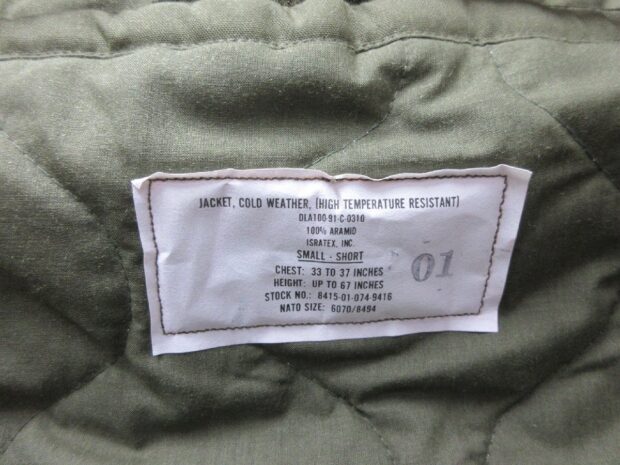 JACKET, COLD WEATHER, (HIGH TEMPERATURE RESISTANT)
DLA100-91-C-0310
100% ARAMID
ISRATEX, INC.
SMALL - SHORT
CHEST: 33 TO 37 INCHES
HEIGHT: UP TO 67 INCHES
STOCK NO.: 8415-01-074-9416
NATO SIZE: 6070/8494
01